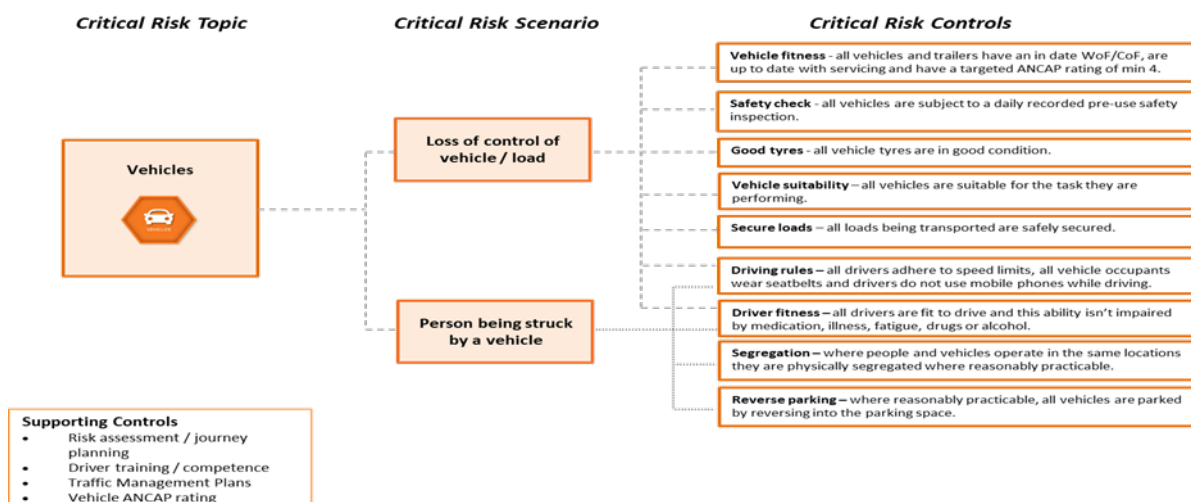 Critical Risk Topic
Critical Risk Scenario
Critical Risk Controls
Vehicles
VEHICLES
Loss of control of
vehicle / load
Person being struck
by a vehicle
Vehicle fitness - all vehicles and trailers have an in date WoF/CoF, are
up to date with servicing and have a targeted ANCAP rating of min 4.
Safety check - all vehicles are subject to a daily recorded pre-use safety
inspection.
Good tyres - all vehicle tyres are in good condition.
Vehicle suitability – all vehicles are suitable for the task they are
performing.
Secure loads – all loads being transported are safely secured.
Driving rules – all drivers adhere to speed limits, all vehicle occupants
wear seatbelts and drivers do not use mobile phones while driving.
Driver fitness – all drivers are fit to drive and this ability isn’t impaired
by medication, illness, fatigue, drugs or alcohol.
Segregation – where people and vehicles operate in the same locations
they are physically segregated where reasonably practicable.
Reverse parking – where reasonably practicable, all vehicles are parked
by reversing into the parking space.
Supporting Controls
• Risk assessment / journey
planning
• Driver training / competence
• Traffic Management Plans
• Vehicle ANCAP rating